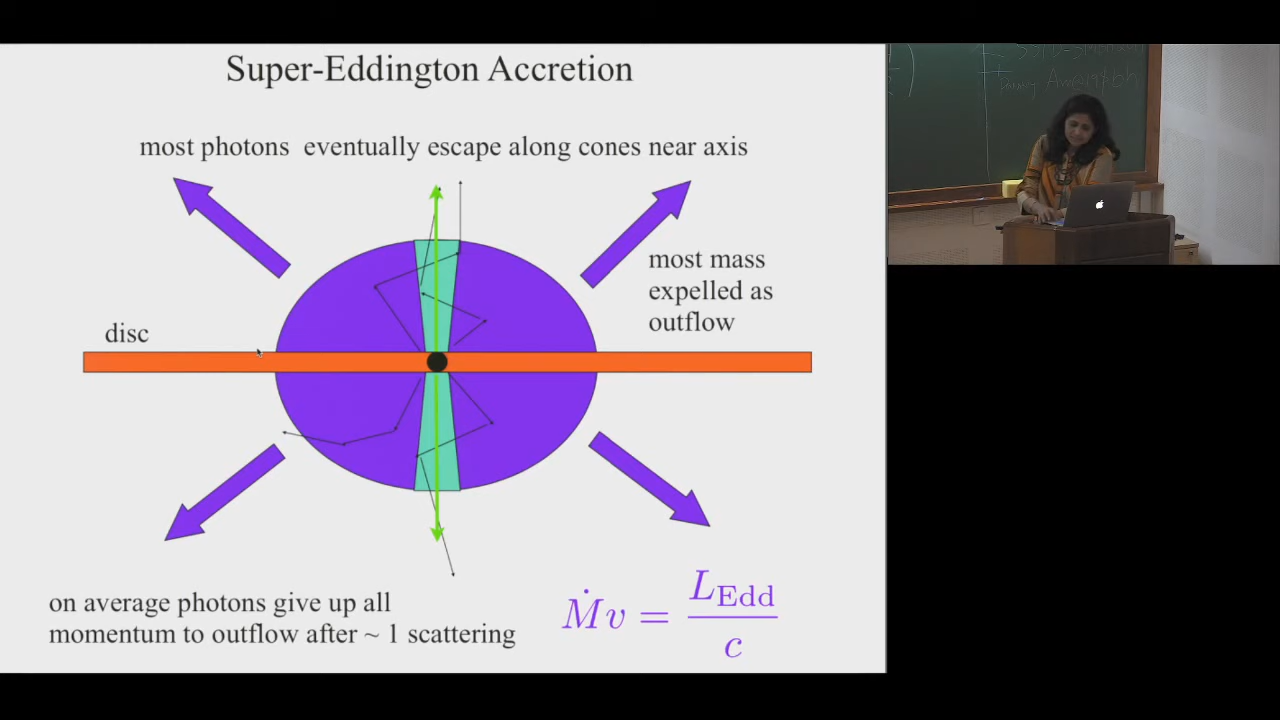 Super-Eddington Accretion
most photons eventually escape along cones near axis
most mass
expelled as
outflow
disc
on average photons give up all
momentum to outflow after ~ 1 scattering
Ṁv = L_Edd / c